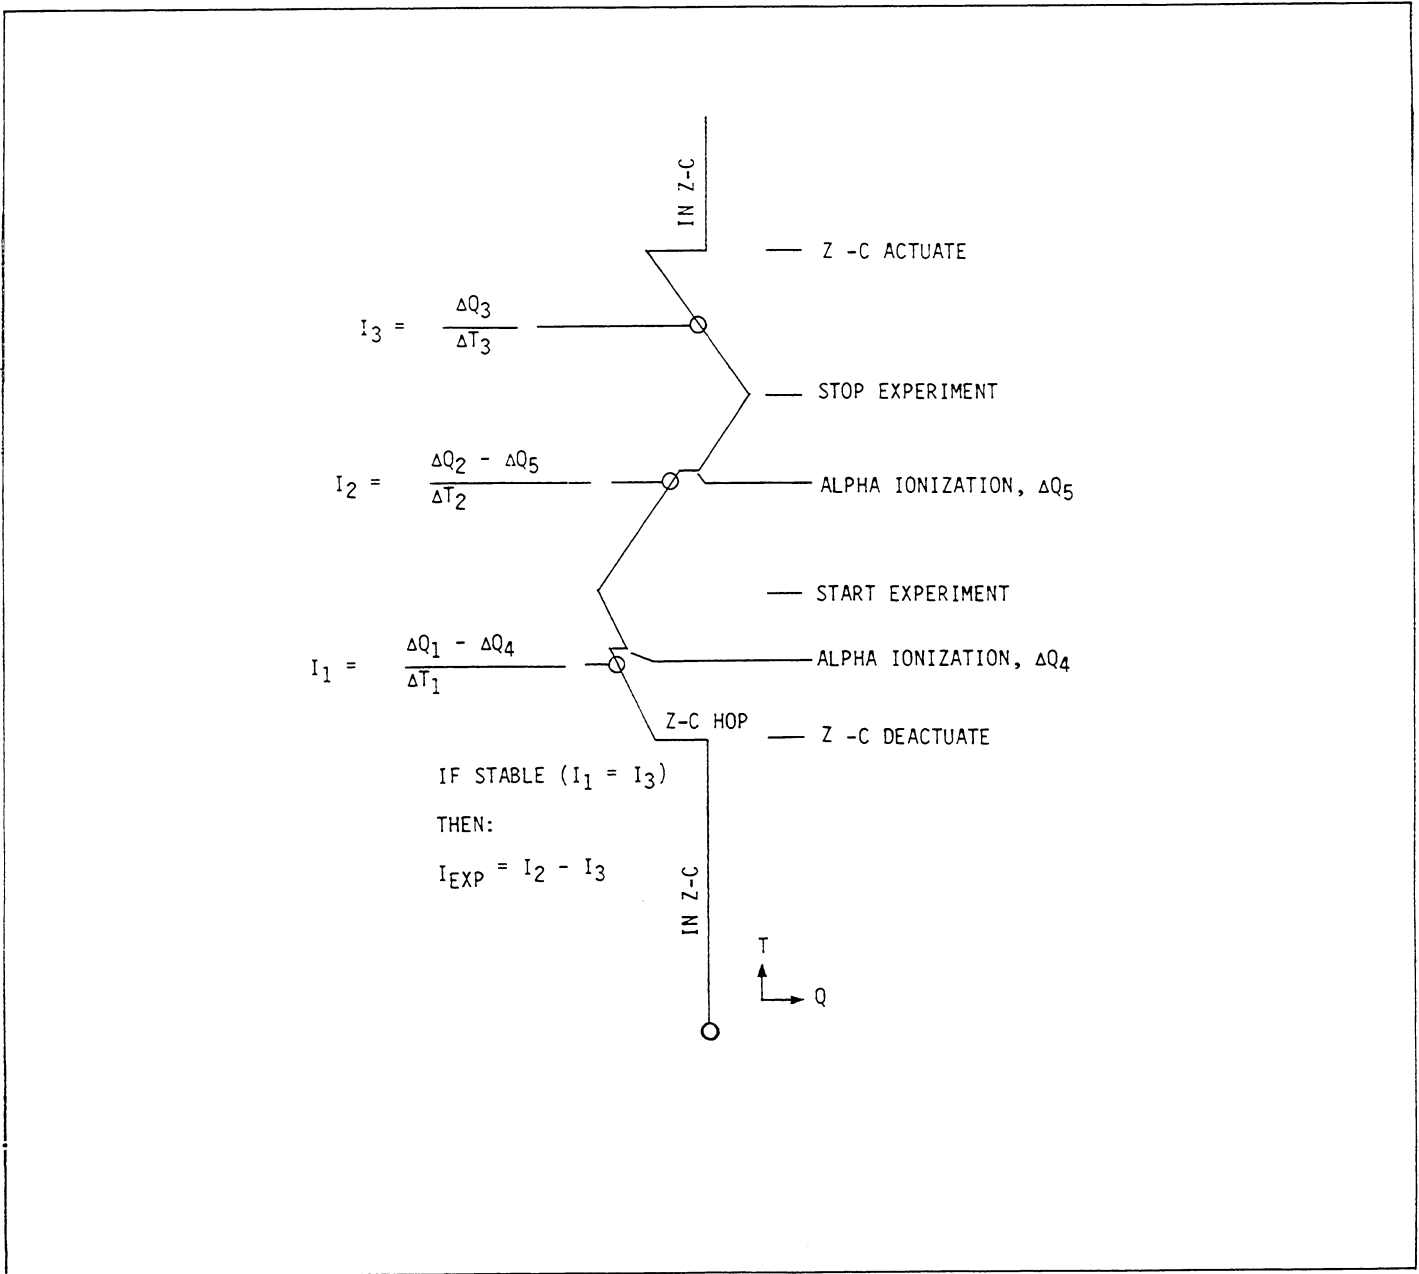 IN Z-C
Z -C ACTUATE
I3 = ΔQ3
ΔT3
STOP EXPERIMENT
I2 = ΔQ2 - ΔQ5
ΔT2
ALPHA IONIZATION, ΔQ5
START EXPERIMENT
I1 = ΔQ1 - ΔQ4
ΔT1
ALPHA IONIZATION, ΔQ4
Z-C HOP
Z -C DEACTUATE
IF STABLE (I1 = I3)
THEN:
IEXP = I2 - I3
IN Z-C
T
Q